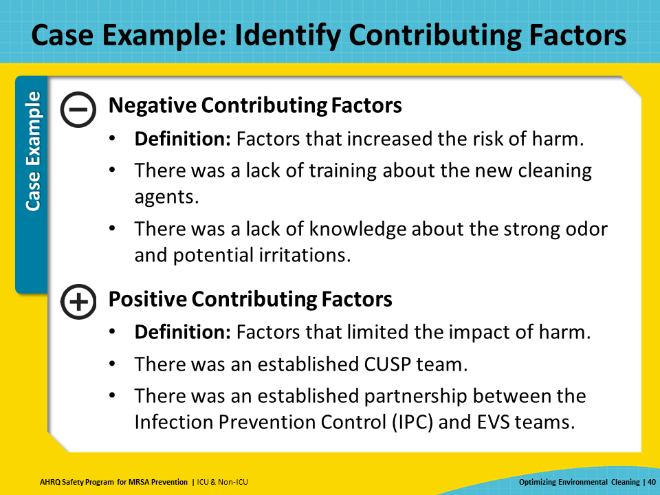 Case Example: Identify Contributing Factors
Case Example
Negative Contributing Factors
• Definition: Factors that increased the risk of harm.
• There was a lack of training about the new cleaning
agents.
• There was a lack of knowledge about the strong odor
and potential irritations.
Positive Contributing Factors
• Definition: Factors that limited the impact of harm.
• There was an established CUSP team.
• There was an established partnership between the
Infection Prevention Control (IPC) and EVS teams.
AHRQ Safety Program for MRSA Prevention | ICU & Non-ICU
Optimizing Environmental Cleaning | 40